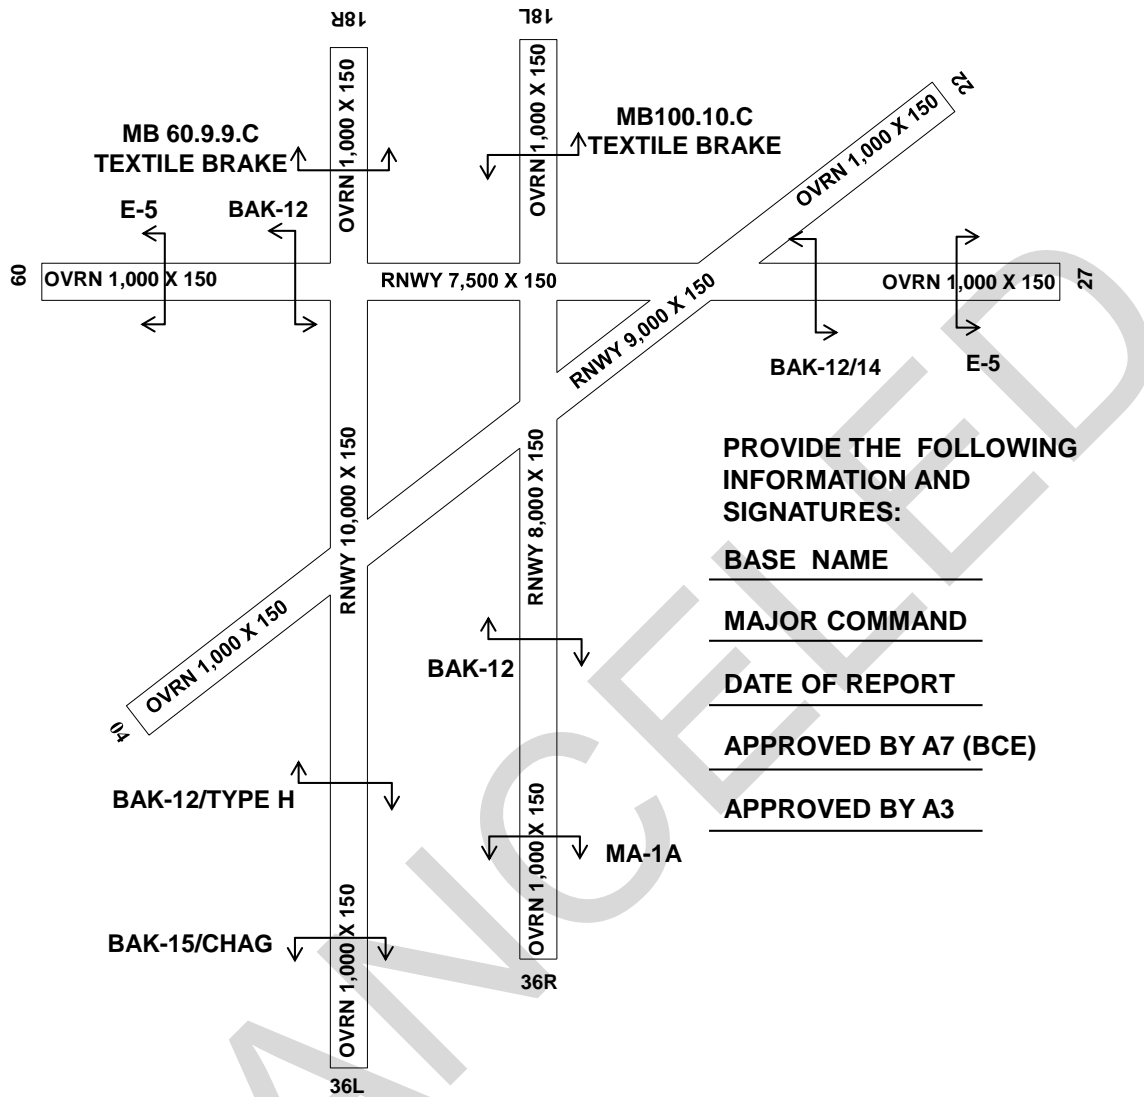 18R
18L
22
MB 60.9.9.C
TEXTILE BRAKE
MB100.10.C
TEXTILE BRAKE
OVRN 1,000 X 150
OVRN 1,000 X 150
OVRN 1,000 X 150
E-5
BAK-12
09
OVRN 1,000 X 150
RNWY 7,500 X 150
RNWY 9,000 X 150
OVRN 1,000 X 150
27
BAK-12/14
E-5
RNWY 10,000 X 150
RNWY 8,000 X 150
OVRN 1,000 X 150
04
BAK-12
BAK-12/TYPE H
OVRN 1,000 X 150
MA-1A
BAK-15/CHAG
OVRN 1,000 X 150
36R
36L
PROVIDE THE FOLLOWING
INFORMATION AND
SIGNATURES:
BASE NAME
MAJOR COMMAND
DATE OF REPORT
APPROVED BY A7 (BCE)
APPROVED BY A3
ANCELED